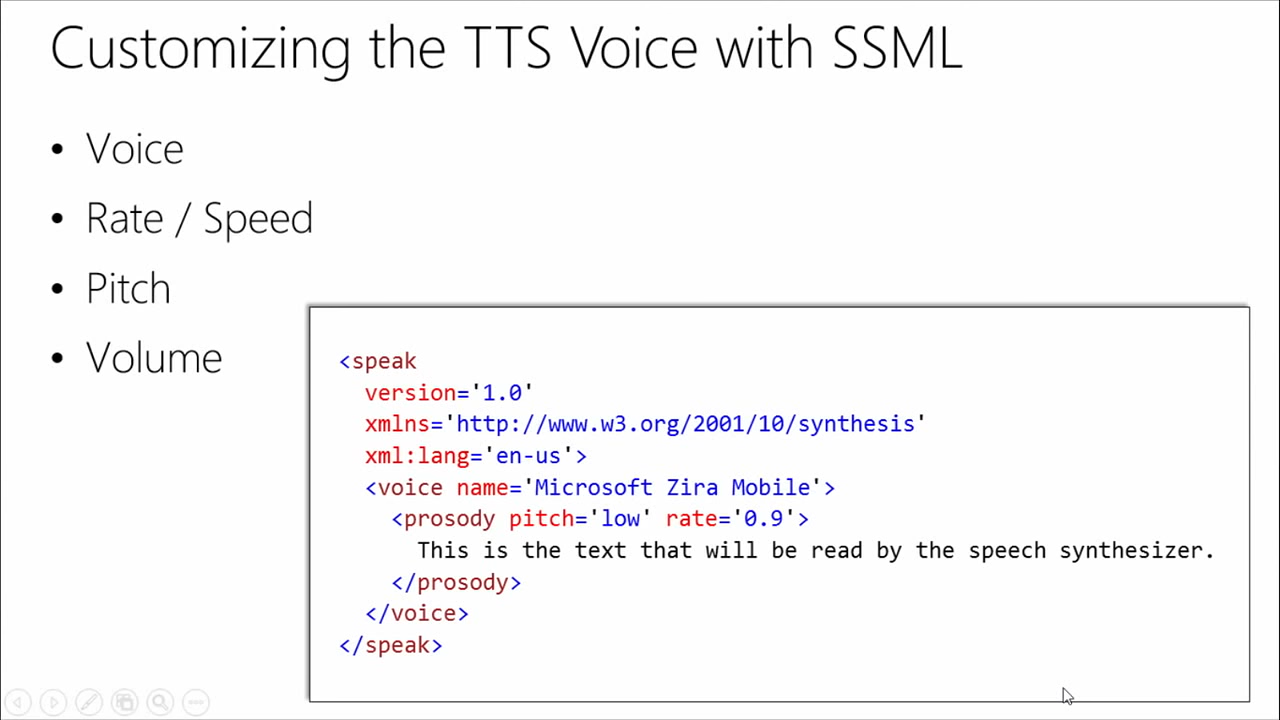 Customizing the TTS Voice with SSML
• Voice
• Rate / Speed
• Pitch
• Volume
<speak
version='1.0'
xmlns='http://www.w3.org/2001/10/synthesis'
xml:lang='en-us'>
<voice name='Microsoft Zira Mobile'>
<prosody pitch='low' rate='0.9'>
This is the text that will be read by the speech synthesizer.
</prosody>
</voice>
</speak>